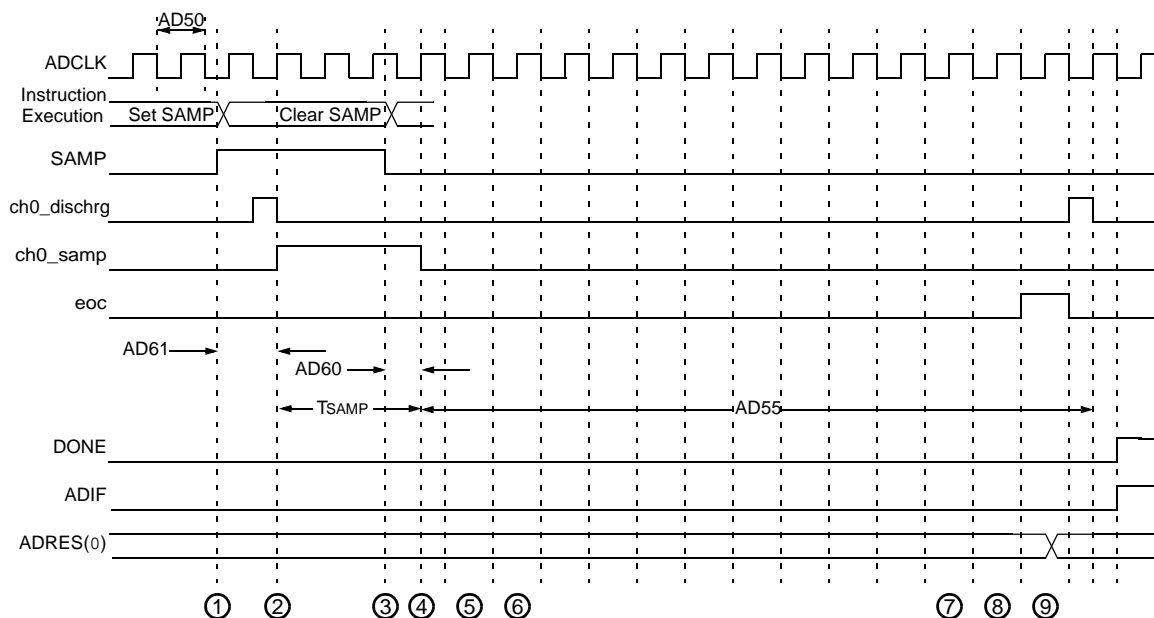 AD50
ADCLK
Instruction
Execution
Set SAMP
Clear SAMP
SAMP
ch0_dischrg
ch0_samp
eoc
AD61
AD60
TSAMP
AD55
DONE
ADIF
ADRES(0)
1 2 3 4 5 6 7 8 9